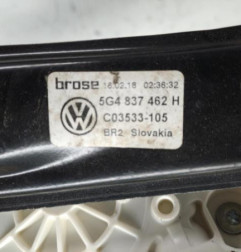 brose 16.02.18 02:36:32
5G4 837 462 H
C03533-105
BR2 Slovakia